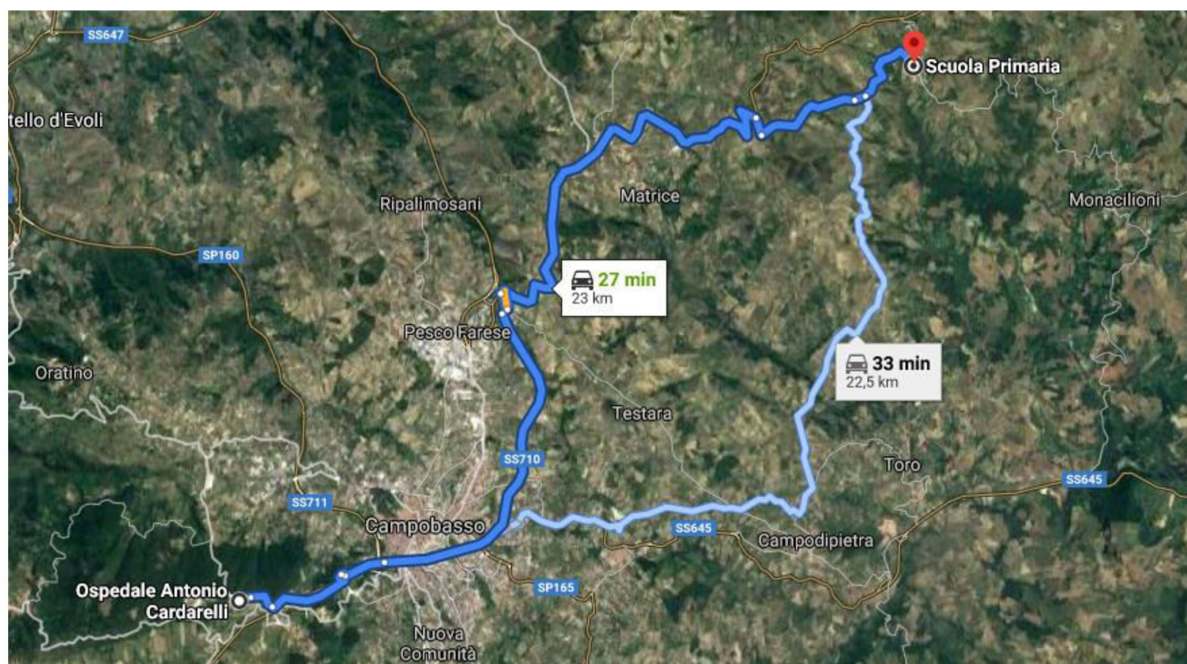 SS647
Scuola Primaria
tello d'Evoli
Matrice
Monacilioni
Ripalimosani
SP160
27 min
23 km
Pesco Farese
33 min
22,5 km
Oratino
Testara
SS710
Toro
SS645
SS711
Campobasso
SS645
Campodipietra
Ospedale Antonio
Cardarelli
SP165
Nuova
Comunità